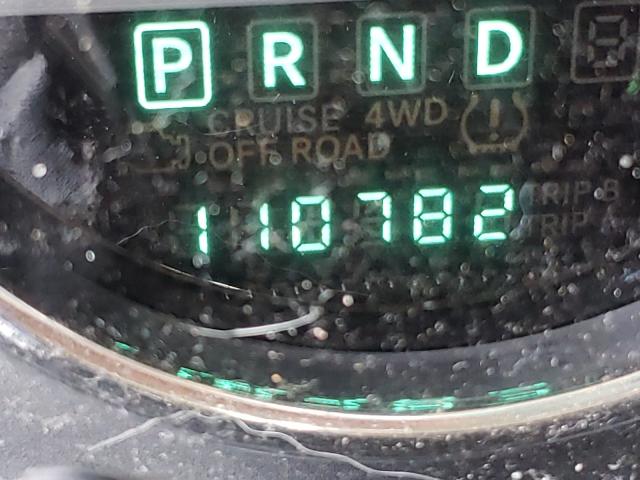 P R N D
CRUISE 4WD
OFF ROAD
110782 TRIP B
TRIP